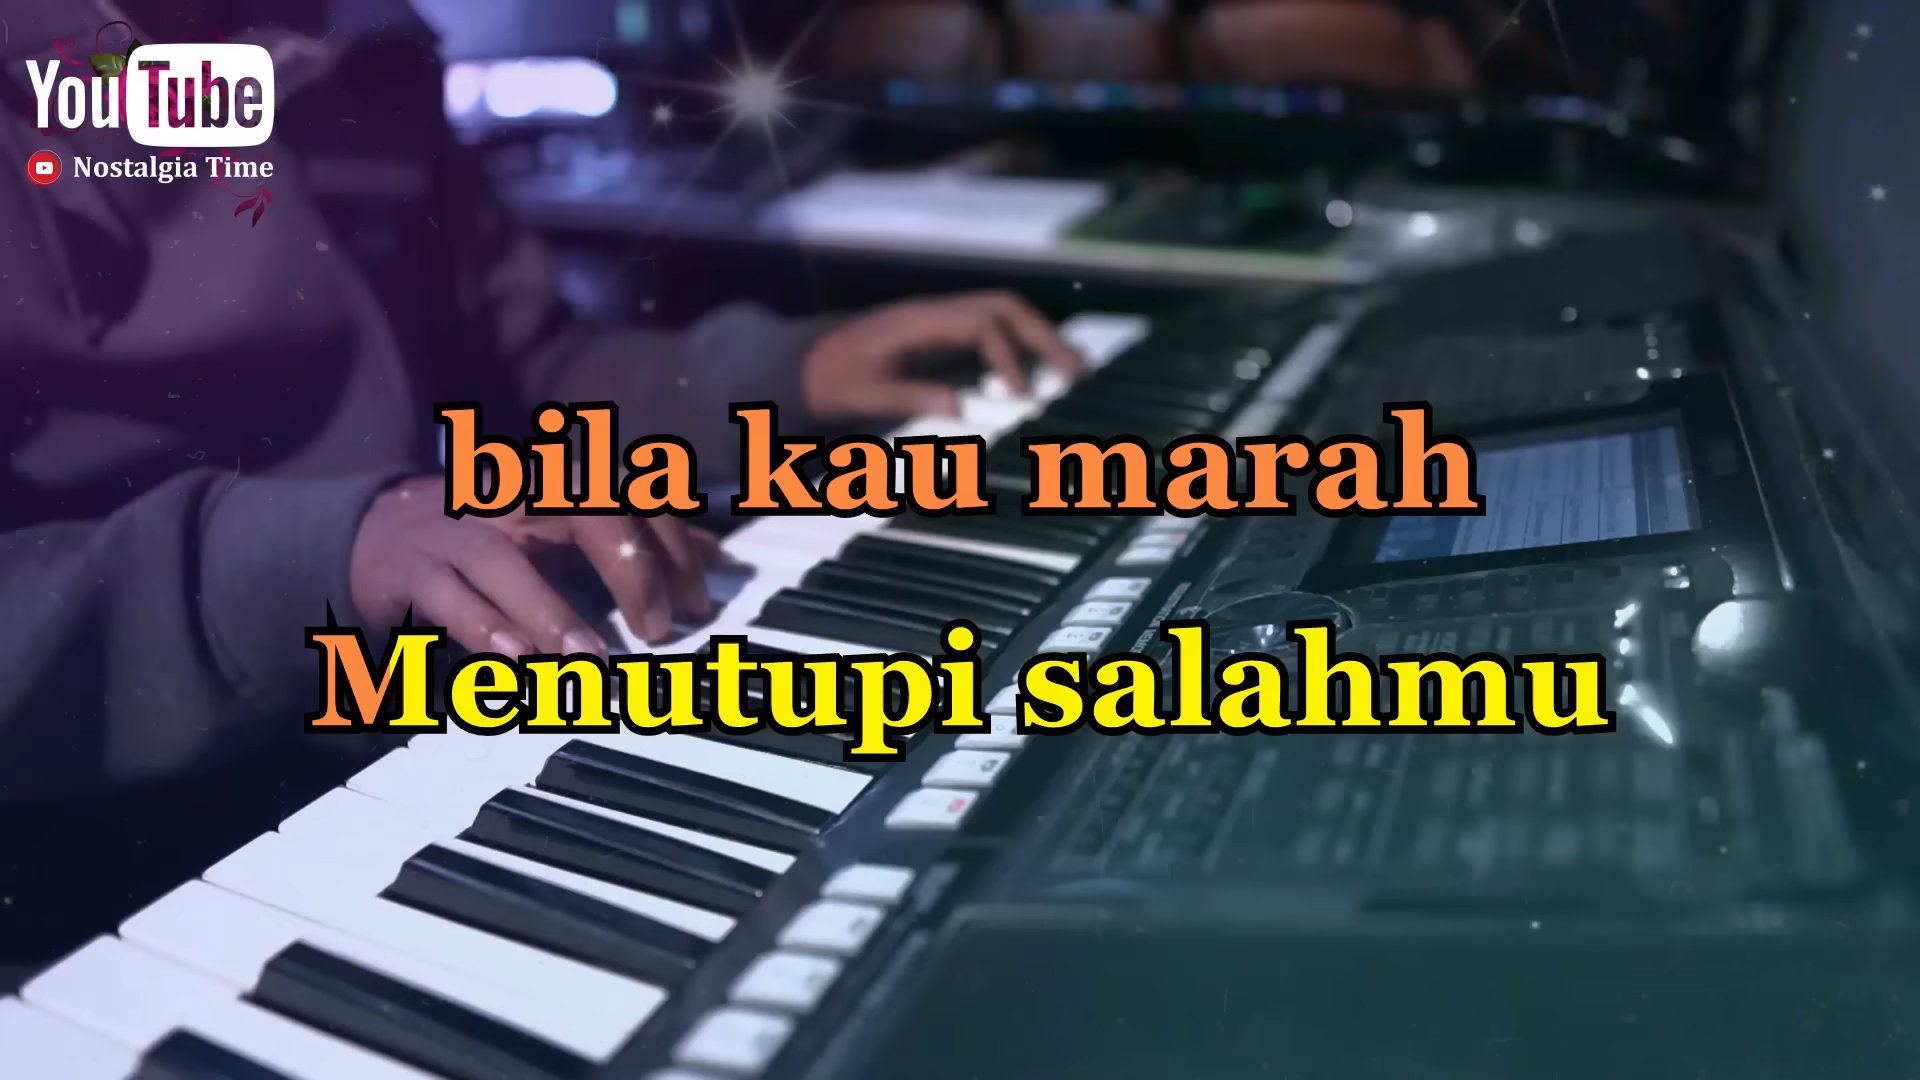 YouTube
Nostalgia Time
bila kau marah
Menutupi salahmu